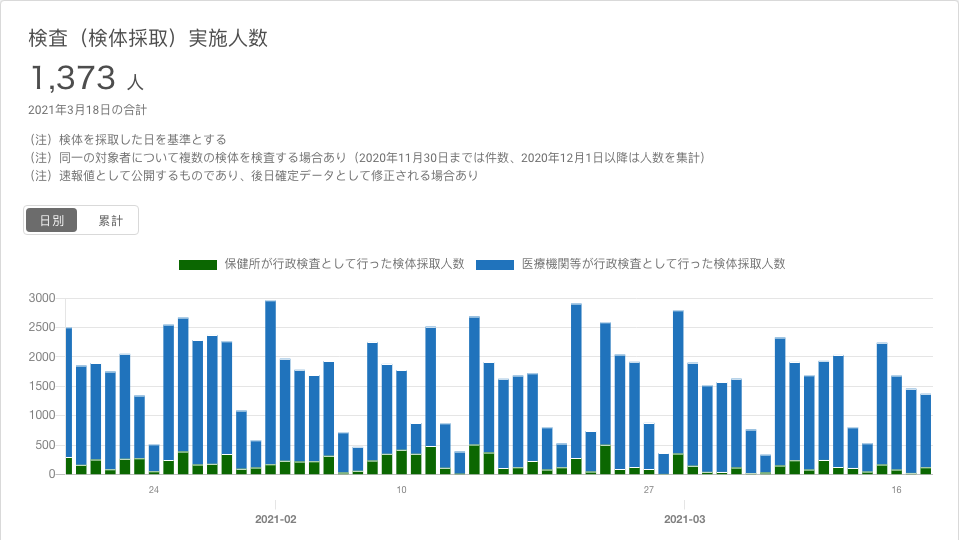 検査（検体採取）実施人数
1,373 人
2021年3月18日の合計
（注）検体を採取した日を基準とする
（注）同一の対象者について複数の検体を検査する場合あり（2020年11月30日までは件数、2020年12月1日以降は人数を集計）
（注）速報値として公開するものであり、後日確定データとして修正される場合あり
日別 累計
保健所が行政検査として行った検体採取人数 医療機関等が行政検査として行った検体採取人数
3000
2500
2000
1500
1000
500
0
24 10 27 16
2021-02 2021-03